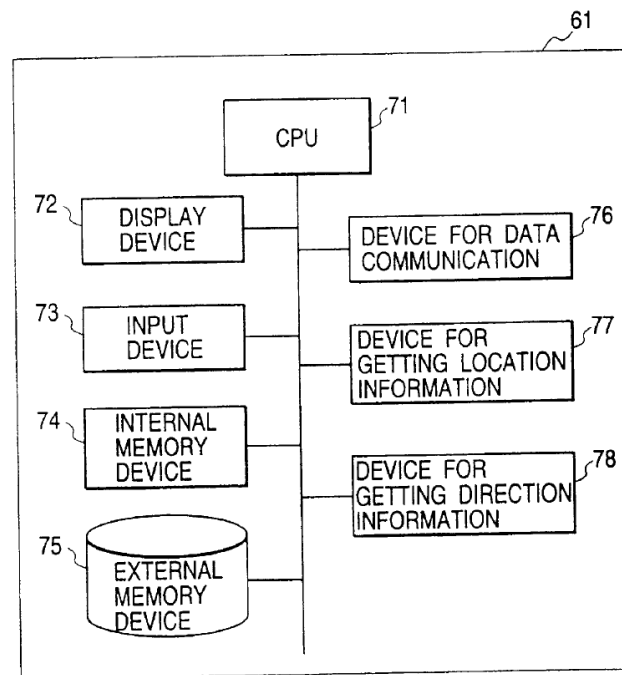 61
71
CPU
72
DISPLAY
DEVICE
76
DEVICE FOR DATA
COMMUNICATION
73
INPUT
DEVICE
77
DEVICE FOR
GETTING LOCATION
INFORMATION
74
INTERNAL
MEMORY
DEVICE
78
DEVICE FOR
GETTING DIRECTION
INFORMATION
75
EXTERNAL
MEMORY
DEVICE